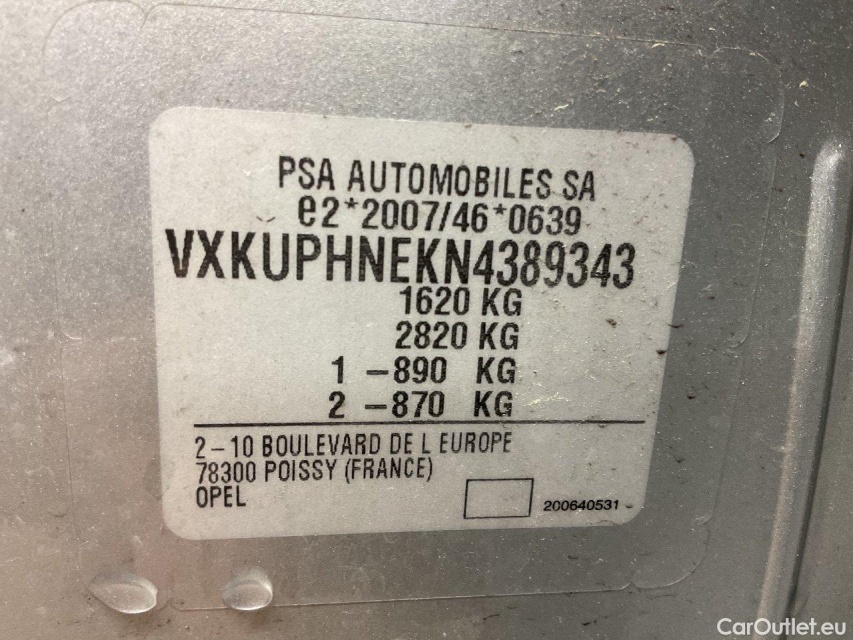 PSA AUTOMOBILES SA
e2*2007/46*0639
VXKUPHNEKN4389343
1620 KG
2820 KG
1 -890 KG
2 -870 KG
2-10 BOULEVARD DE L EUROPE
78300 POISSY (FRANCE)
OPEL
200640531
CarOutlet.eu